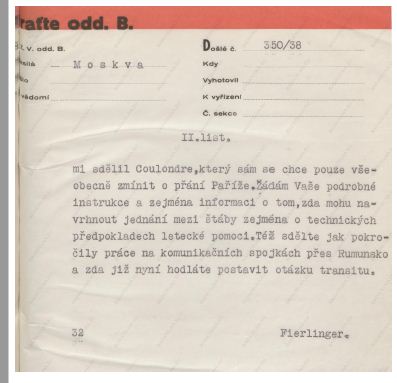 rafte odd. B.
č. v. odd. B.
Došlé č. 350/38
sílá Moskva
Kdy
Vyhotovil
vědomí
K vyřízení
Č. sekce
II.list.
mi sdělil Coulondre,který sám se chce pouze vše-
obecně zmínit o přání Paříže.Žádám Vaše podrobné
instrukce a zejména informaci o tom,zda mohu na-
vrhnout jednání mezi štáby zejména o technických
předpokladech letecké pomoci.Též sdělte jak pokro-
čily práce na komunikačních spojkách přes Rumunsko
a zda již nyní hodláte postavit otázku transitu.
32 Fierlinger.